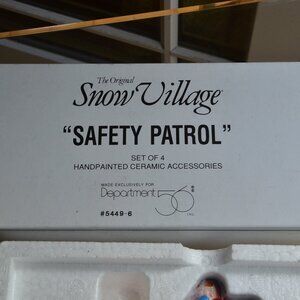 The Original
Snow Village
"SAFETY PATROL"
SET OF 4
HANDPAINTED CERAMIC ACCESSORIES
MADE EXCLUSIVELY FOR
Department 56
#5449-6